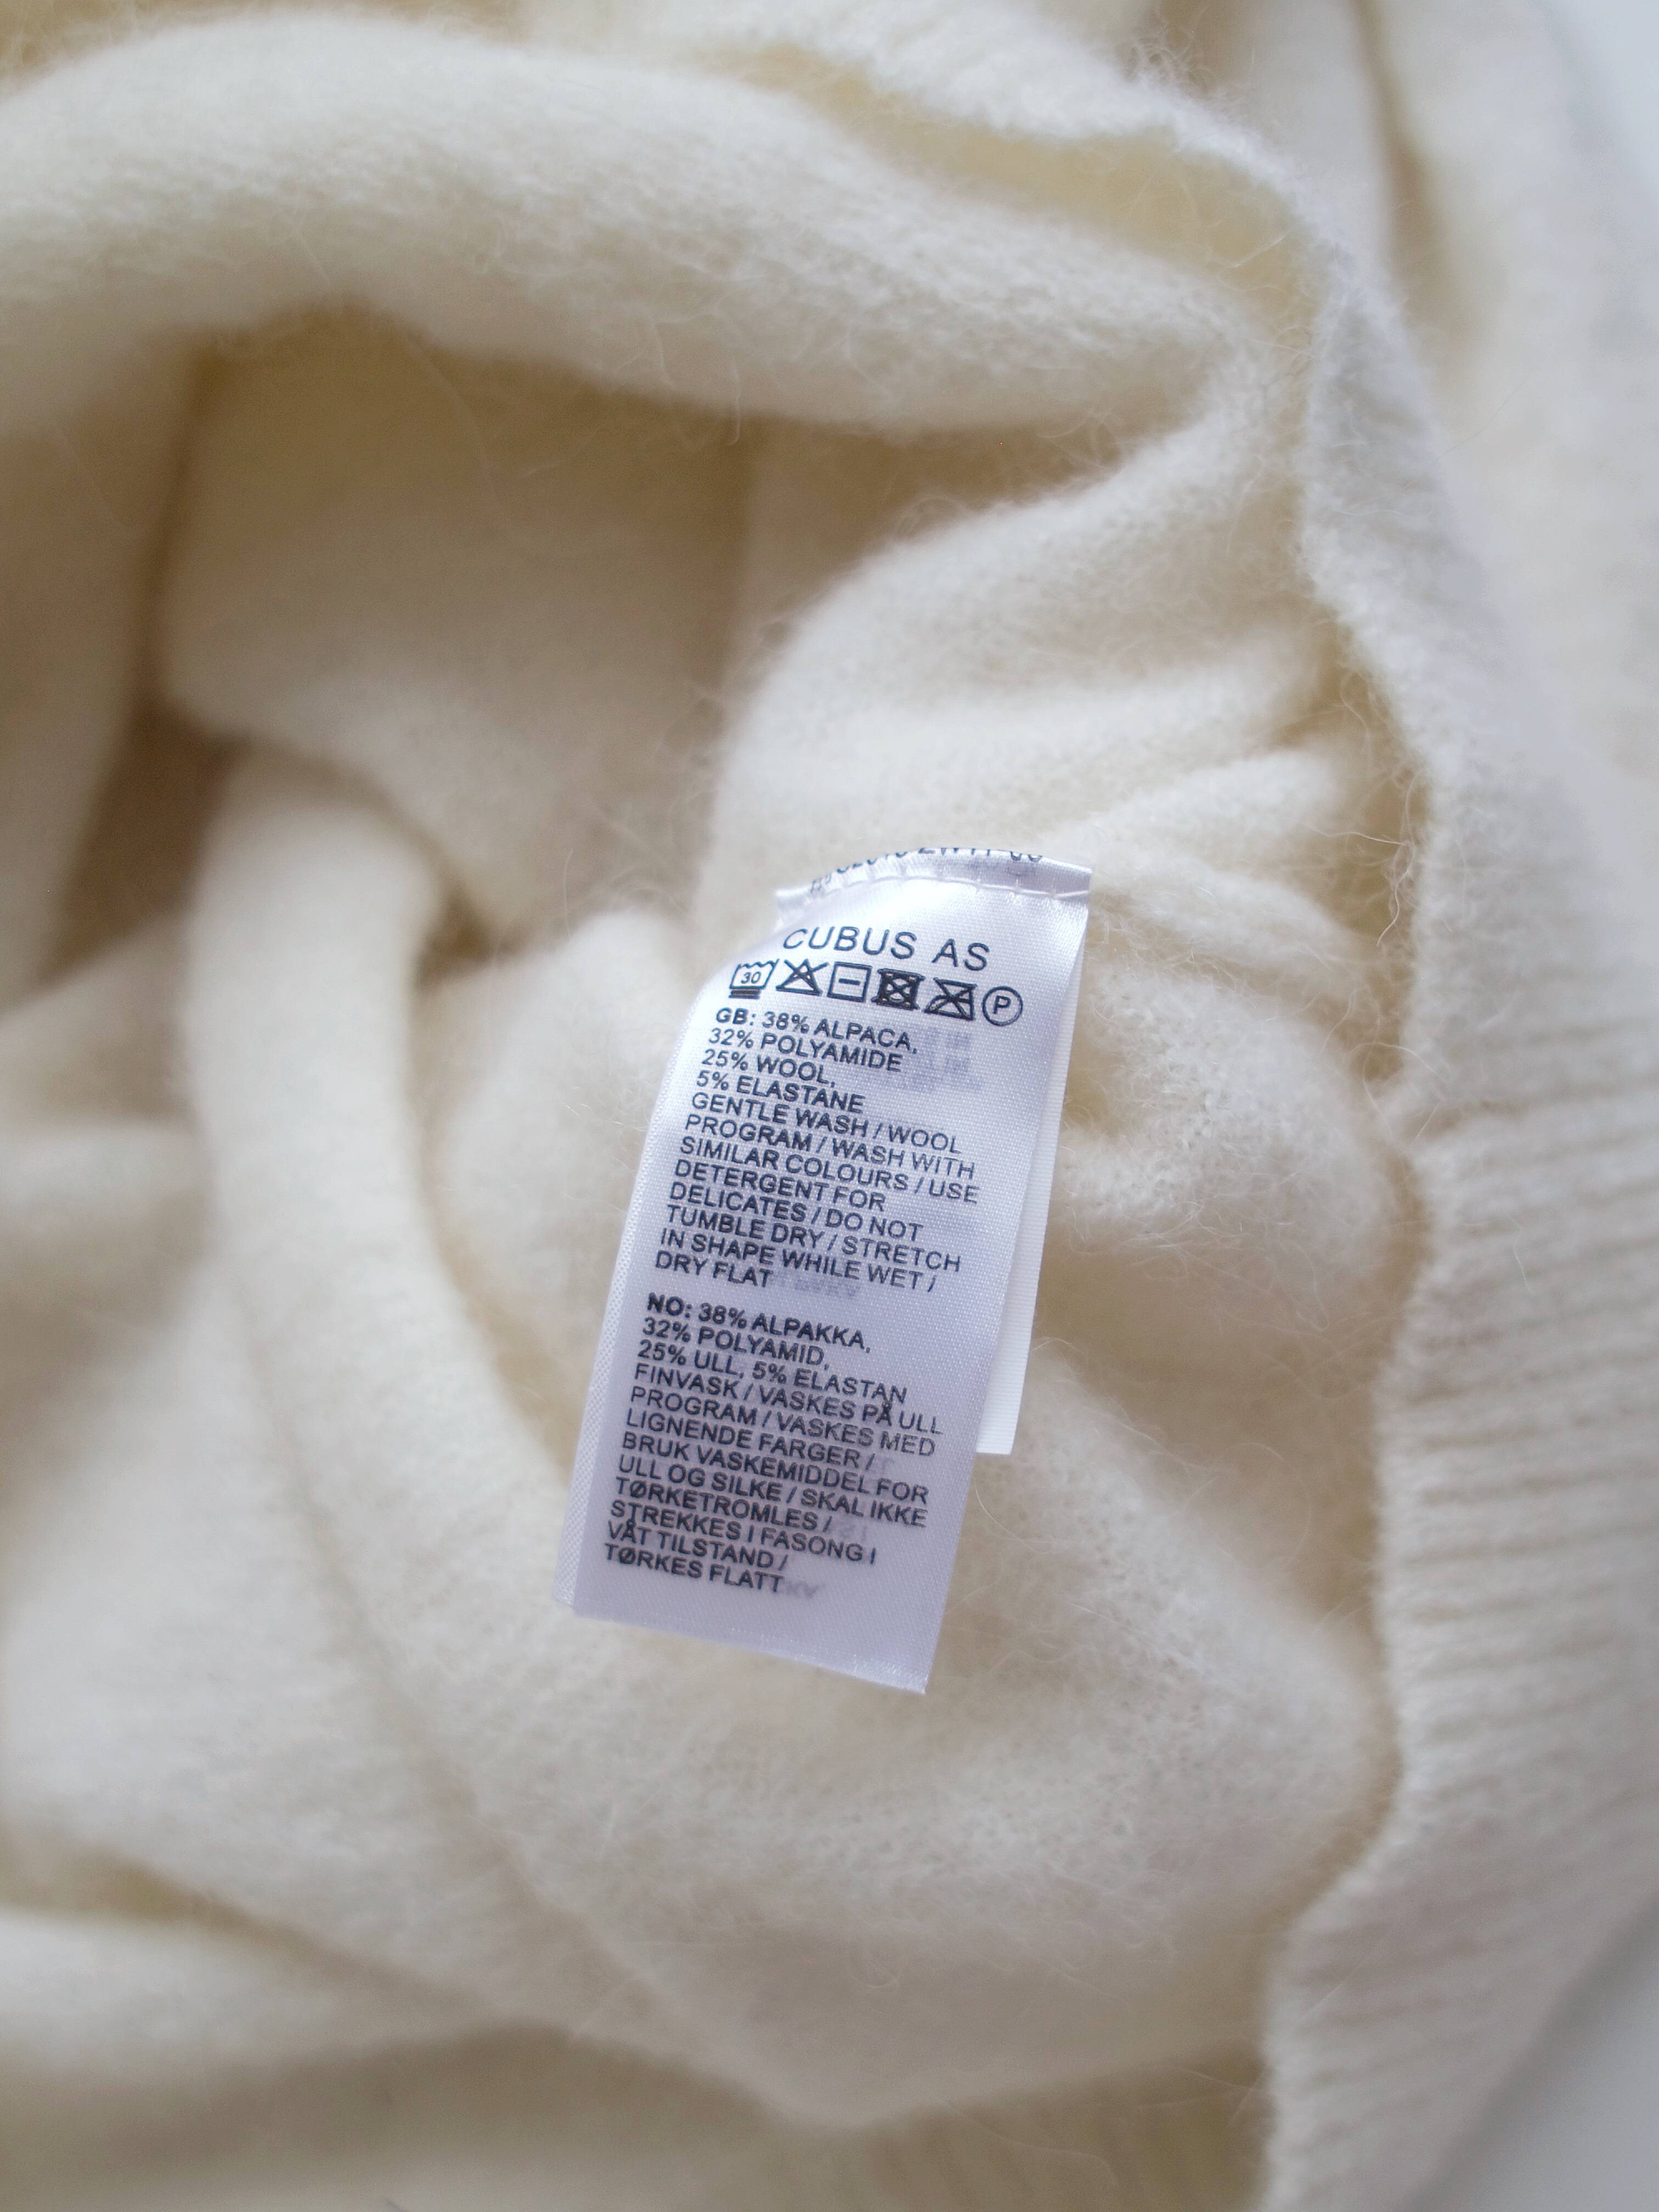 CUBUS AS
30
P
GB: 38% ALPACA,
32% POLYAMIDE
25% WOOL,
5% ELASTANE
GENTLE WASH / WOOL
PROGRAM / WASH WITH
SIMILAR COLOURS / USE
DETERGENT FOR
DELICATES / DO NOT
TUMBLE DRY / STRETCH
IN SHAPE WHILE WET /
DRY FLAT
NO: 38% ALPAKKA,
32% POLYAMID,
25% ULL, 5% ELASTAN
FINVASK / VASKES PÅ ULL
PROGRAM / VASKES MED
LIGNENDE FARGER /
BRUK VASKEMIDDEL FOR
ULL OG SILKE / SKAL IKKE
TØRKETROMLES /
STREKKES I FASONG I
VÅT TILSTAND /
TØRKES FLATT